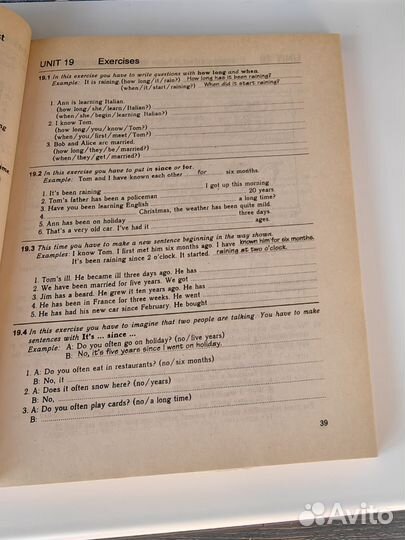 st
ng
time
UNIT 19 Exercises
19.1 In this exercise you have to write questions with how long and when.
Example: It is raining. (how long/it/rain?) How long has it been raining?
(when/it/start/raining?) When did it start raining?
1. Ann is learning Italian.
(how long/she/learn/Italian?)
(when/she/begin/learning Italian?)
2. I know Tom.
(how long/you/know/Tom?)
(when/you/first/meet/Tom?)
3. Bob and Alice are married.
(how long/they/be/married?)
(when/they/get/married?)
19.2 In this exercise you have to put in since or for.
Example: Tom and I have known each other for six months.
1. It's been raining I got up this morning
2. Tom's father has been a policeman 20 years.
3. Have you been learning English a long time?
4. Christmas, the weather has been quite mild.
5. Ann has been on holiday three days.
6. That's a very old car. I've had it ages.
19.3 This time you have to make a new sentence beginning in the way shown.
Examples: I know Tom. I first met him six months ago. I have known him for six months.
It's been raining since 2 o'clock. It started raining at two o'clock.
1. Tom's ill. He became ill three days ago. He has
2. We have been married for five years. We got
3. Jim has a beard. He grew it ten years ago. He has
4. He has been in France for three weeks. He went
5. He has had his new car since February. He bought
19.4 In this exercise you have to imagine that two people are talking. You have to make
sentences with It's ... since ...
Example: A: Do you often go on holiday? (no/five years)
B: No, it's five years since I went on holiday.
1. A: Do you often eat in restaurants? (no/six months)
B: No, it
2. A: Does it often snow here? (no/years)
B: No,
3. A: Do you often play cards? (no/a long time)
B:
39
Avito